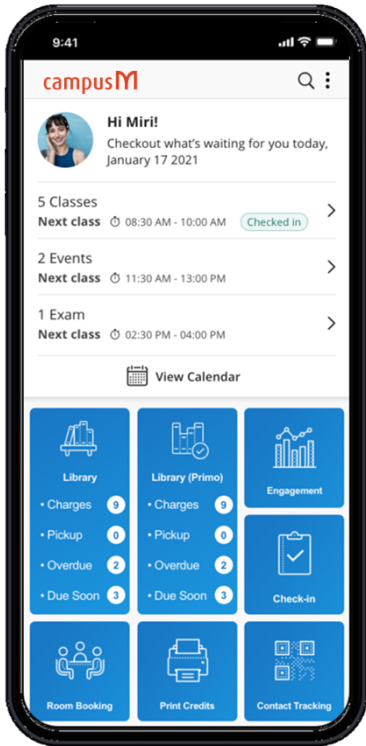 9:41
campusM
Hi Miri!
Checkout what's waiting for you today,
January 17 2021
5 Classes
Next class 08:30 AM - 10:00 AM Checked in
2 Events
Next class 11:30 AM - 13:00 PM
1 Exam
Next class 02:30 PM - 04:00 PM
View Calendar
Library
• Charges 9
• Pickup 0
• Overdue 2
• Due Soon 3
Library (Primo)
• Charges 9
• Pickup 0
• Overdue 2
• Due Soon 3
Engagement
Check-in
Room Booking
Print Credits
Contact Tracking